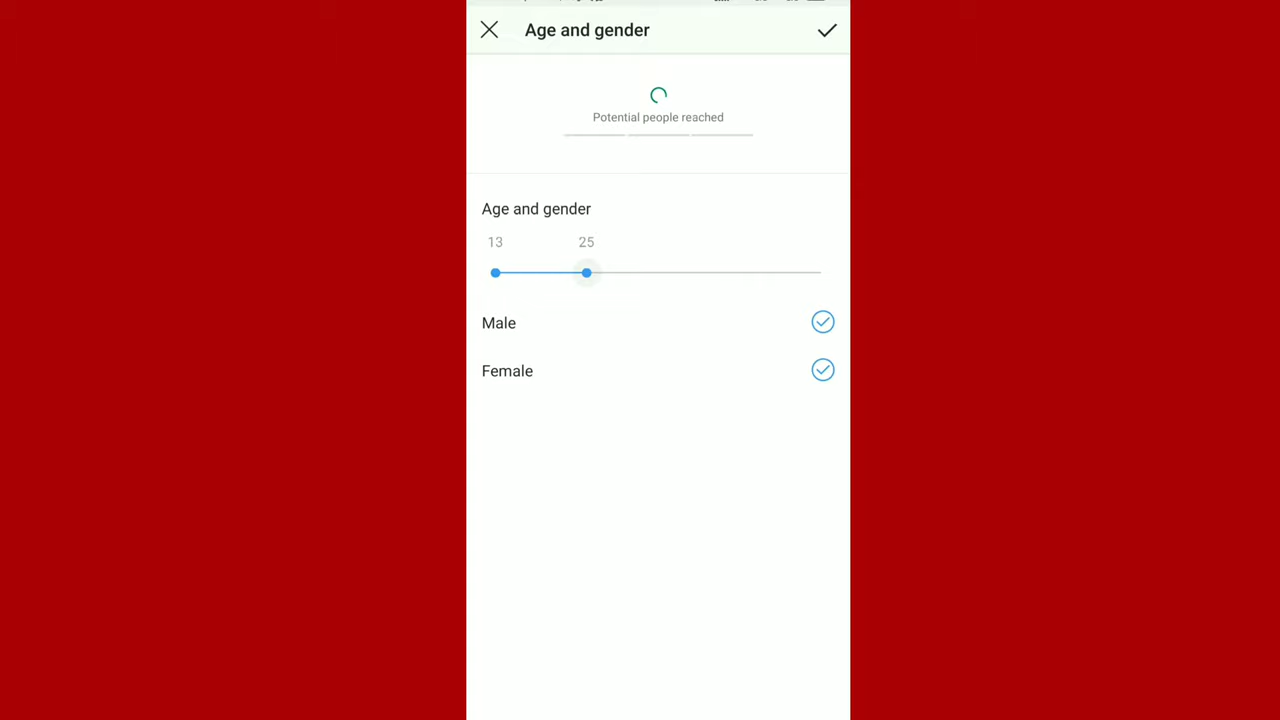 Age and gender
Potential people reached
Age and gender
13 25
Male
Female